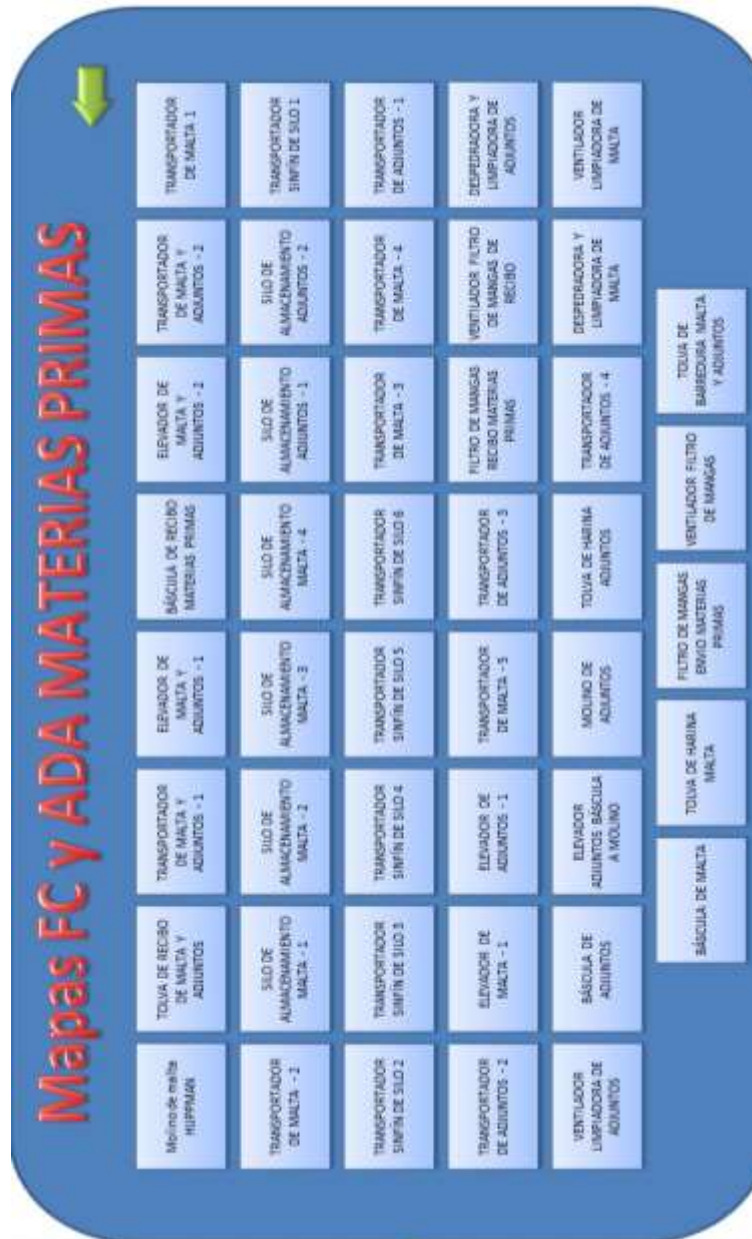 Mapas FC y ADA MATERIAS PRIMAS
Molino de malta
HUPPMAN
TOLVA DE RECIBO
DE MALTA Y
ADJUNTOS
TRANSPORTADOR
DE MALTA Y
ADJUNTOS - 1
ELEVADOR DE
MALTA Y
ADJUNTOS - 1
BÁSCULA DE RECIBO
MATERIAS PRIMAS
ELEVADOR DE
MALTA Y
ADJUNTOS - 2
TRANSPORTADOR
DE MALTA Y
ADJUNTOS - 2
TRANSPORTADOR
DE MALTA 1
TRANSPORTADOR
DE MALTA - 2
SILO DE
ALMACENAMIENTO
MALTA - 1
SILO DE
ALMACENAMIENTO
MALTA - 2
SILO DE
ALMACENAMIENTO
MALTA - 3
SILO DE
ALMACENAMIENTO
MALTA - 4
SILO DE
ALMACENAMIENTO
ADJUNTOS - 1
SILO DE
ALMACENAMIENTO
ADJUNTOS - 2
TRANSPORTADOR
SINFÍN DE SILO 1
TRANSPORTADOR
SINFÍN DE SILO 2
TRANSPORTADOR
SINFÍN DE SILO 3
TRANSPORTADOR
SINFÍN DE SILO 4
TRANSPORTADOR
SINFÍN DE SILO 5
TRANSPORTADOR
SINFÍN DE SILO 6
TRANSPORTADOR
DE MALTA - 3
TRANSPORTADOR
DE MALTA - 4
TRANSPORTADOR
DE ADJUNTOS - 1
TRANSPORTADOR
DE ADJUNTOS - 2
ELEVADOR DE
MALTA - 1
ELEVADOR DE
ADJUNTOS - 1
TRANSPORTADOR
DE MALTA - 5
TRANSPORTADOR
DE ADJUNTOS - 3
FILTRO DE MANGAS
RECIBO MATERIAS
PRIMAS
VENTILADOR FILTRO
DE MANGAS DE
RECIBO
DESPEDRADORA Y
LIMPIADORA DE
ADJUNTOS
VENTILADOR
LIMPIADORA DE
ADJUNTOS
BÁSCULA DE
ADJUNTOS
ELEVADOR
ADJUNTOS BÁSCULA
A MOLINO
MOLINO DE
ADJUNTOS
TOLVA DE HARINA
ADJUNTOS
TRANSPORTADOR
DE ADJUNTOS - 4
DESPEDRADORA Y
LIMPIADORA DE
MALTA
VENTILADOR
LIMPIADORA DE
MALTA
BÁSCULA DE MALTA
TOLVA DE HARINA
MALTA
FILTRO DE MANGAS
ENVIO MATERIAS
PRIMAS
VENTILADOR FILTRO
DE MANGAS
TOLVA DE
BARREDURA MALTA
Y ADJUNTOS